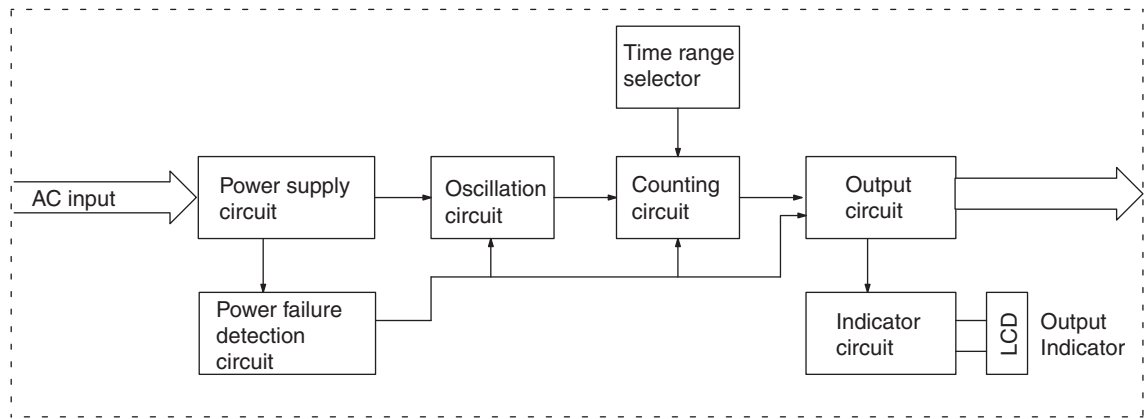 Time range
selector
AC input
Power supply
circuit
Oscillation
circuit
Counting
circuit
Output
circuit
Power failure
detection
circuit
Indicator
circuit
LCD
Output
Indicator